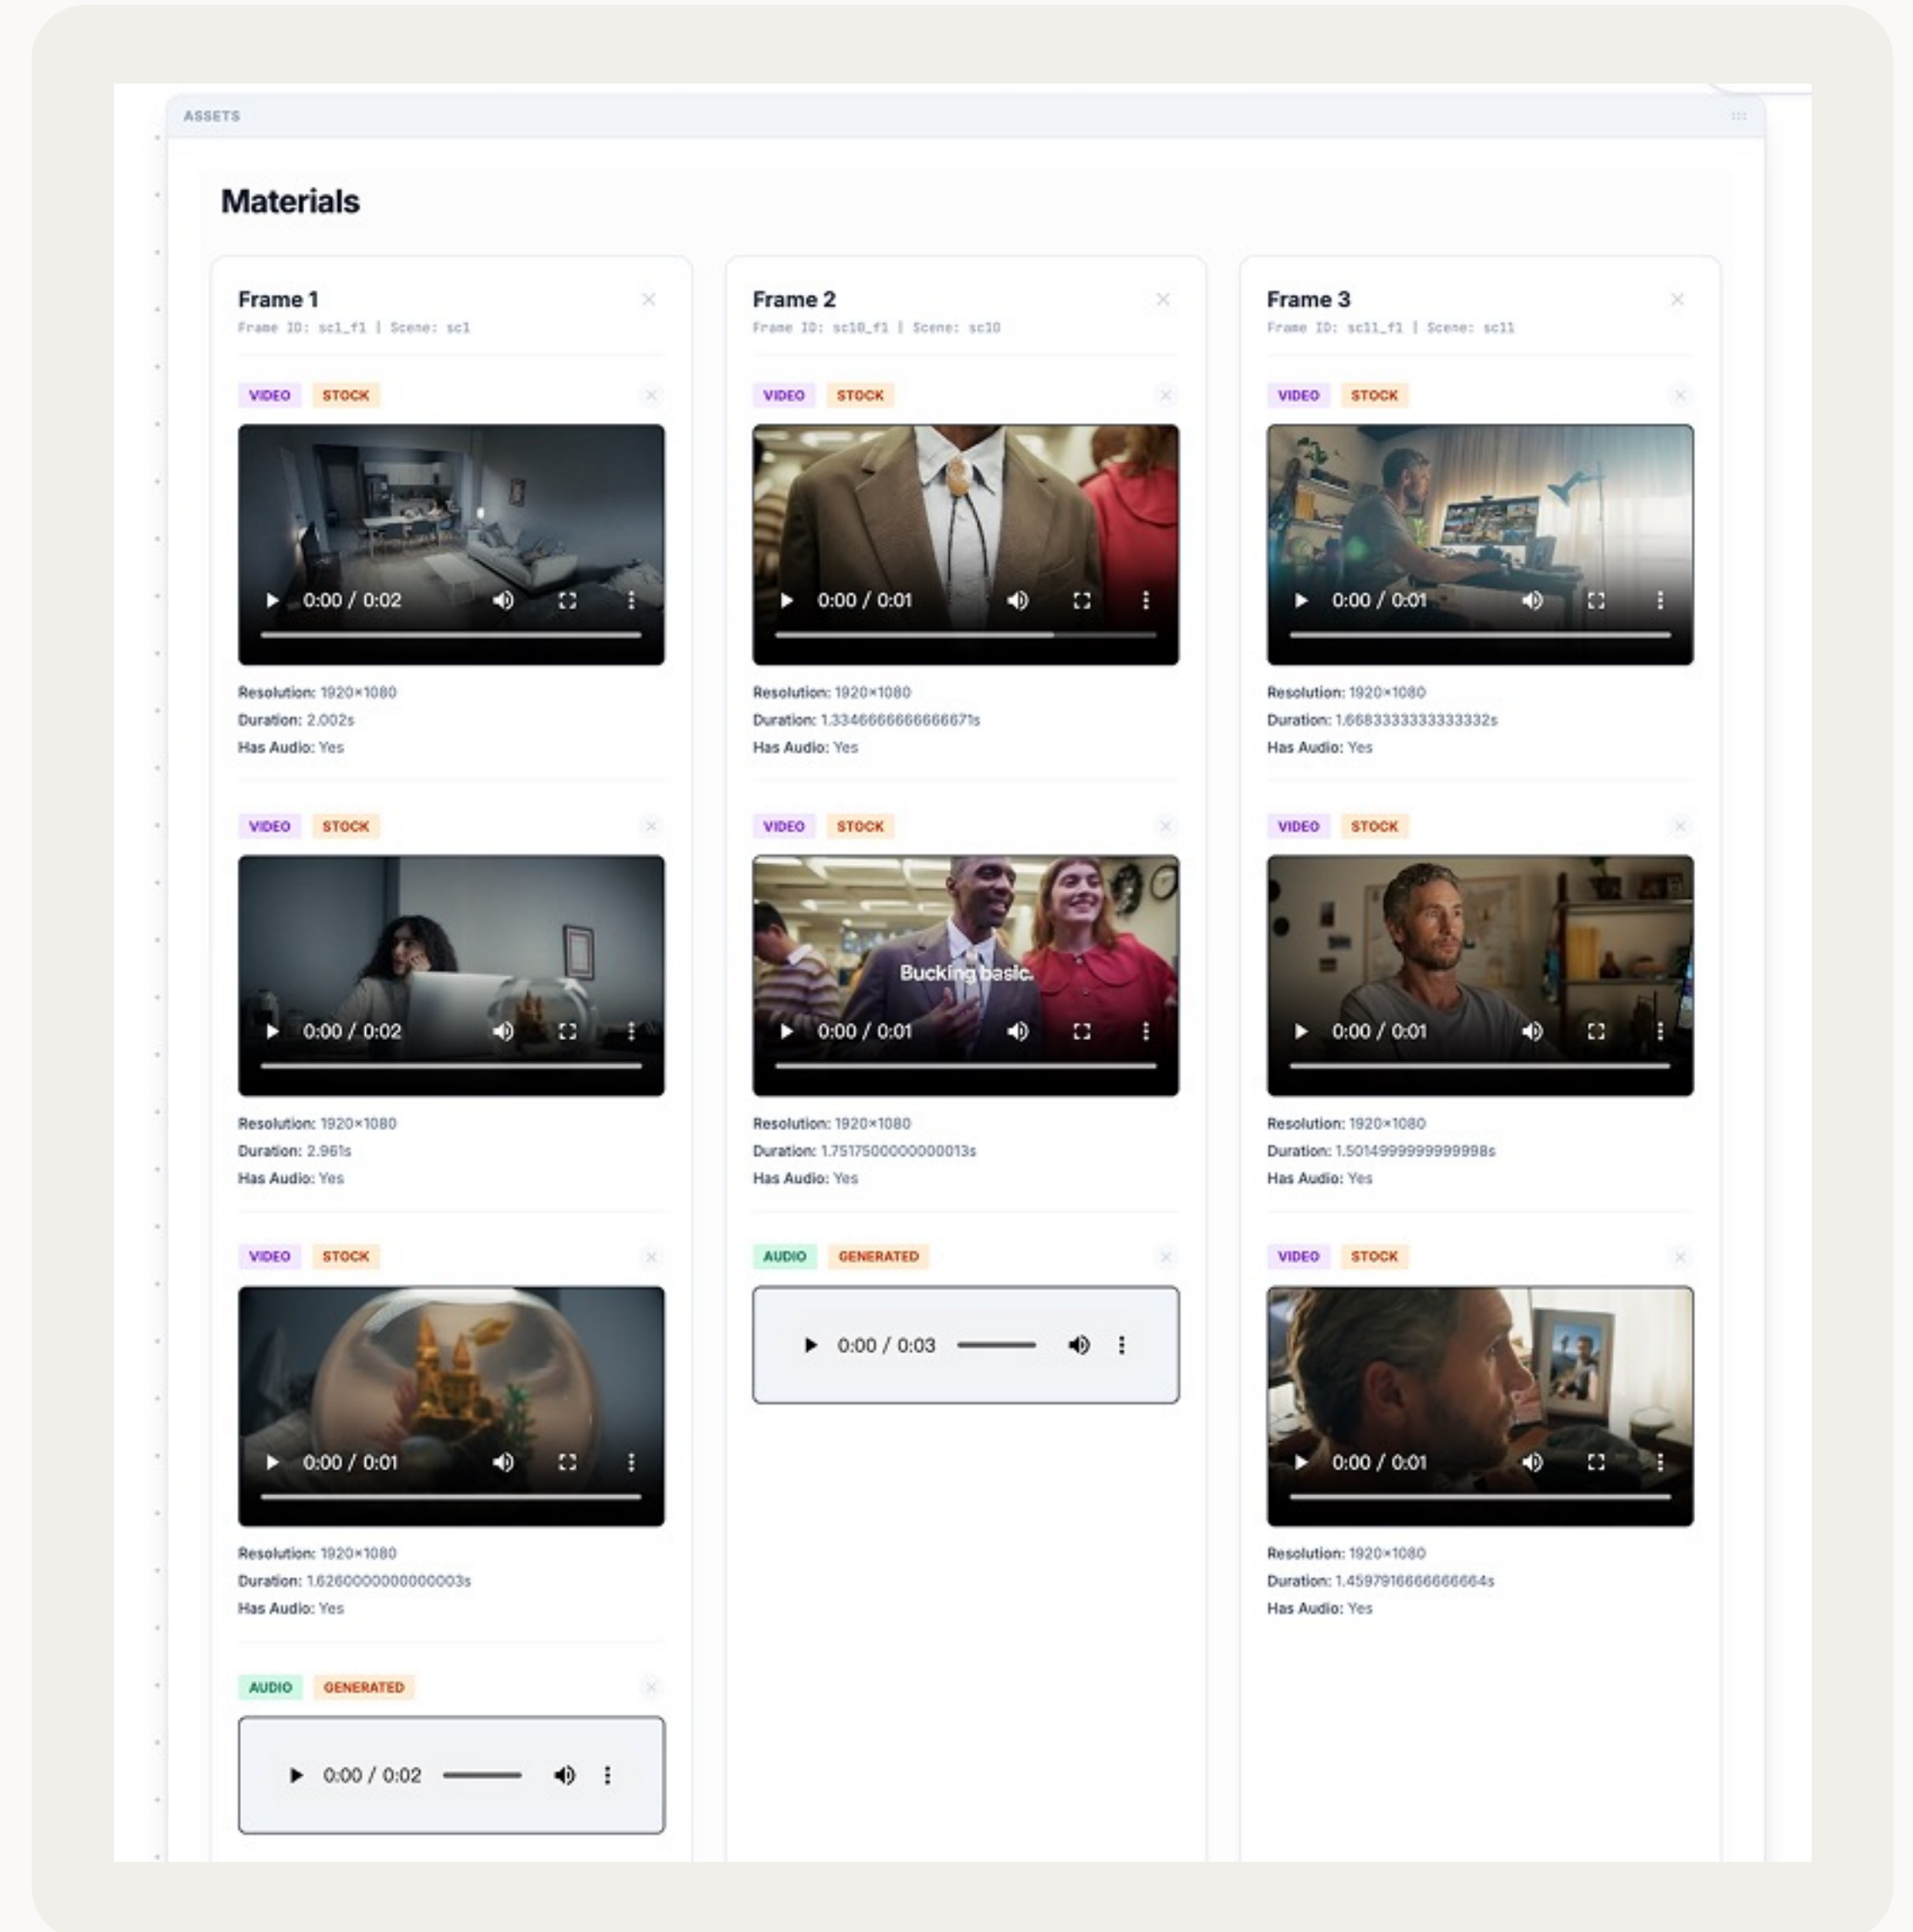 ASSETS
Materials
Frame 1
Frame ID: sc1_f1 | Scene: sc1
VIDEO STOCK
0:00 / 0:02
Resolution: 1920×1080
Duration: 2.002s
Has Audio: Yes
VIDEO STOCK
0:00 / 0:02
Resolution: 1920×1080
Duration: 2.961s
Has Audio: Yes
VIDEO STOCK
0:00 / 0:01
Resolution: 1920×1080
Duration: 1.6260000000000003s
Has Audio: Yes
AUDIO GENERATED
0:00 / 0:02
Frame 2
Frame ID: sc10_f1 | Scene: sc10
VIDEO STOCK
0:00 / 0:01
Resolution: 1920×1080
Duration: 1.3346666666666671s
Has Audio: Yes
VIDEO STOCK
Bucking basic.
0:00 / 0:01
Resolution: 1920×1080
Duration: 1.7517500000000013s
Has Audio: Yes
AUDIO GENERATED
0:00 / 0:03
Frame 3
Frame ID: sc11_f1 | Scene: sc11
VIDEO STOCK
0:00 / 0:01
Resolution: 1920×1080
Duration: 1.6683333333333332s
Has Audio: Yes
VIDEO STOCK
0:00 / 0:01
Resolution: 1920×1080
Duration: 1.5014999999999998s
Has Audio: Yes
VIDEO STOCK
0:00 / 0:01
Resolution: 1920×1080
Duration: 1.4597916666666664s
Has Audio: Yes